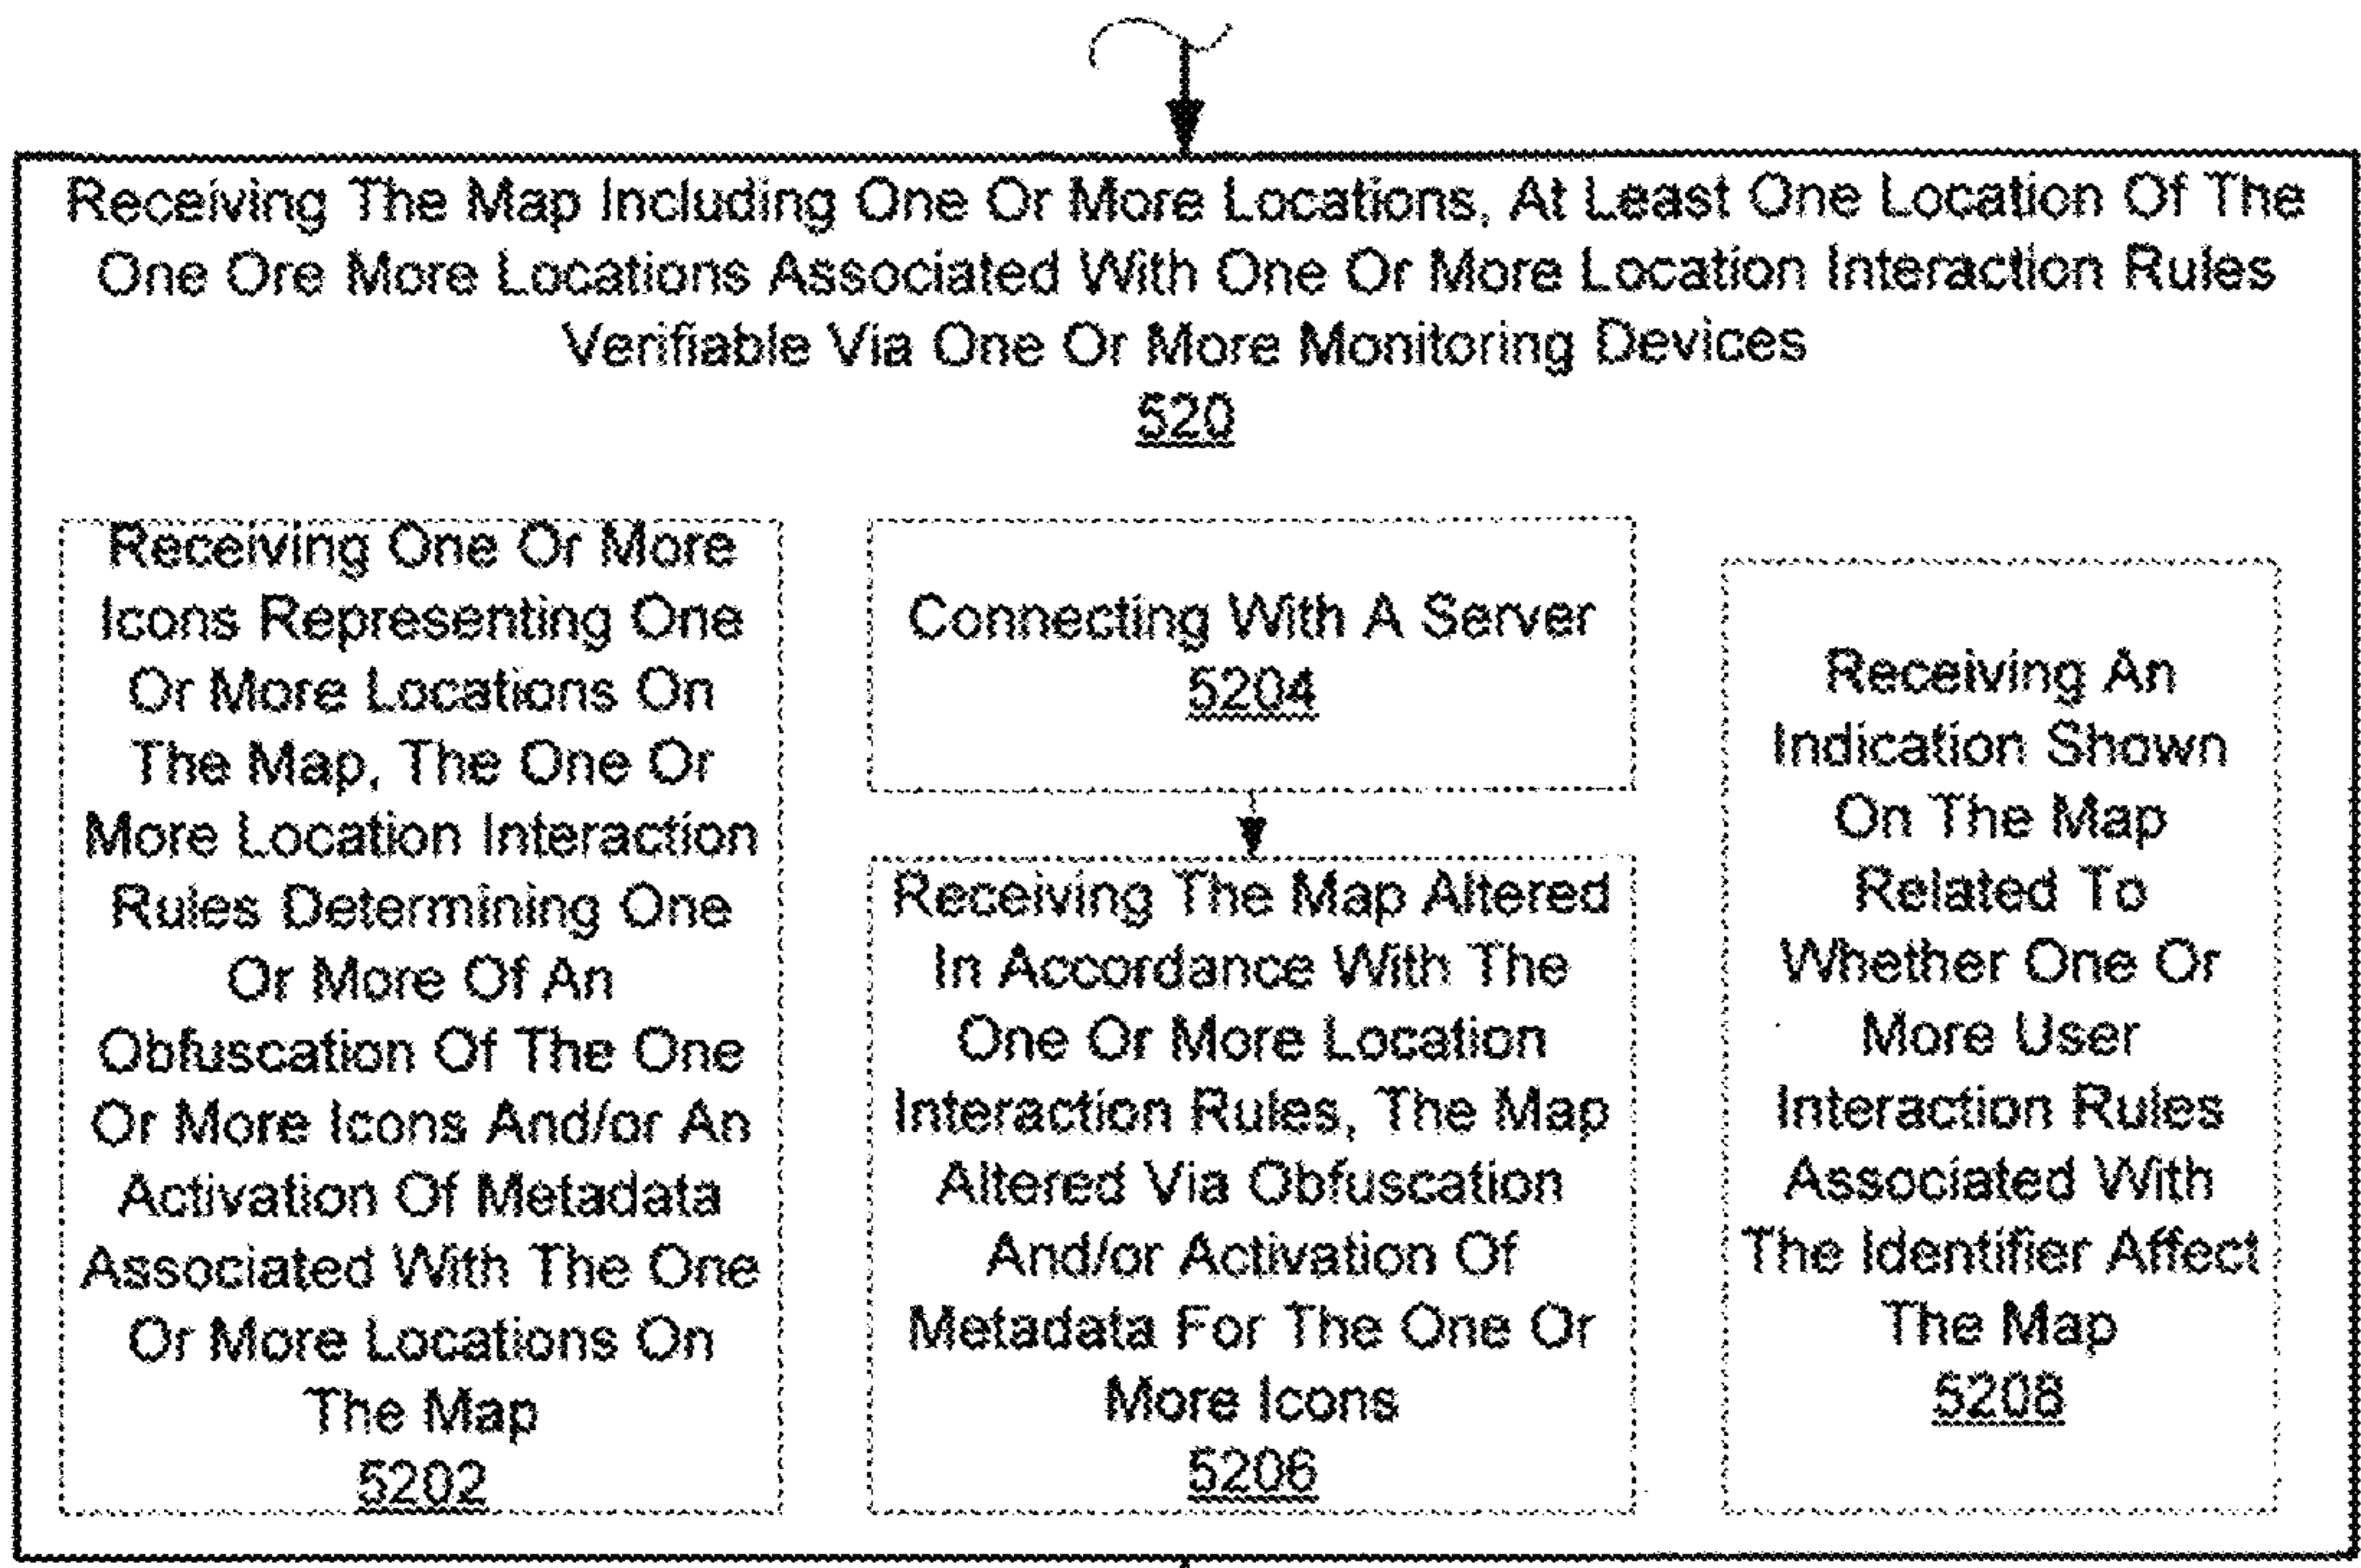 Receiving The Map Including One Or More Locations, At Least One Location Of The
One Ore More Locations Associated With One Or More Location Interaction Rules
Verifiable Via One Or More Monitoring Devices
520
Receiving One Or More
Icons Representing One
Or More Locations On
The Map, The One Or
More Location Interaction
Rules Determining One
Or More Of An
Obfuscation Of The One
Or More Icons And/or An
Activation Of Metadata
Associated With The One
Or More Locations On
The Map
5202
Connecting With A Server
5204
Receiving The Map Altered
In Accordance With The
One Or More Location
Interaction Rules, The Map
Altered Via Obfuscation
And/or Activation Of
Metadata For The One Or
More Icons
5206
Receiving An
Indication Shown
On The Map
Related To
Whether One Or
More User
Interaction Rules
Associated With
The Identifier Affect
The Map
5208